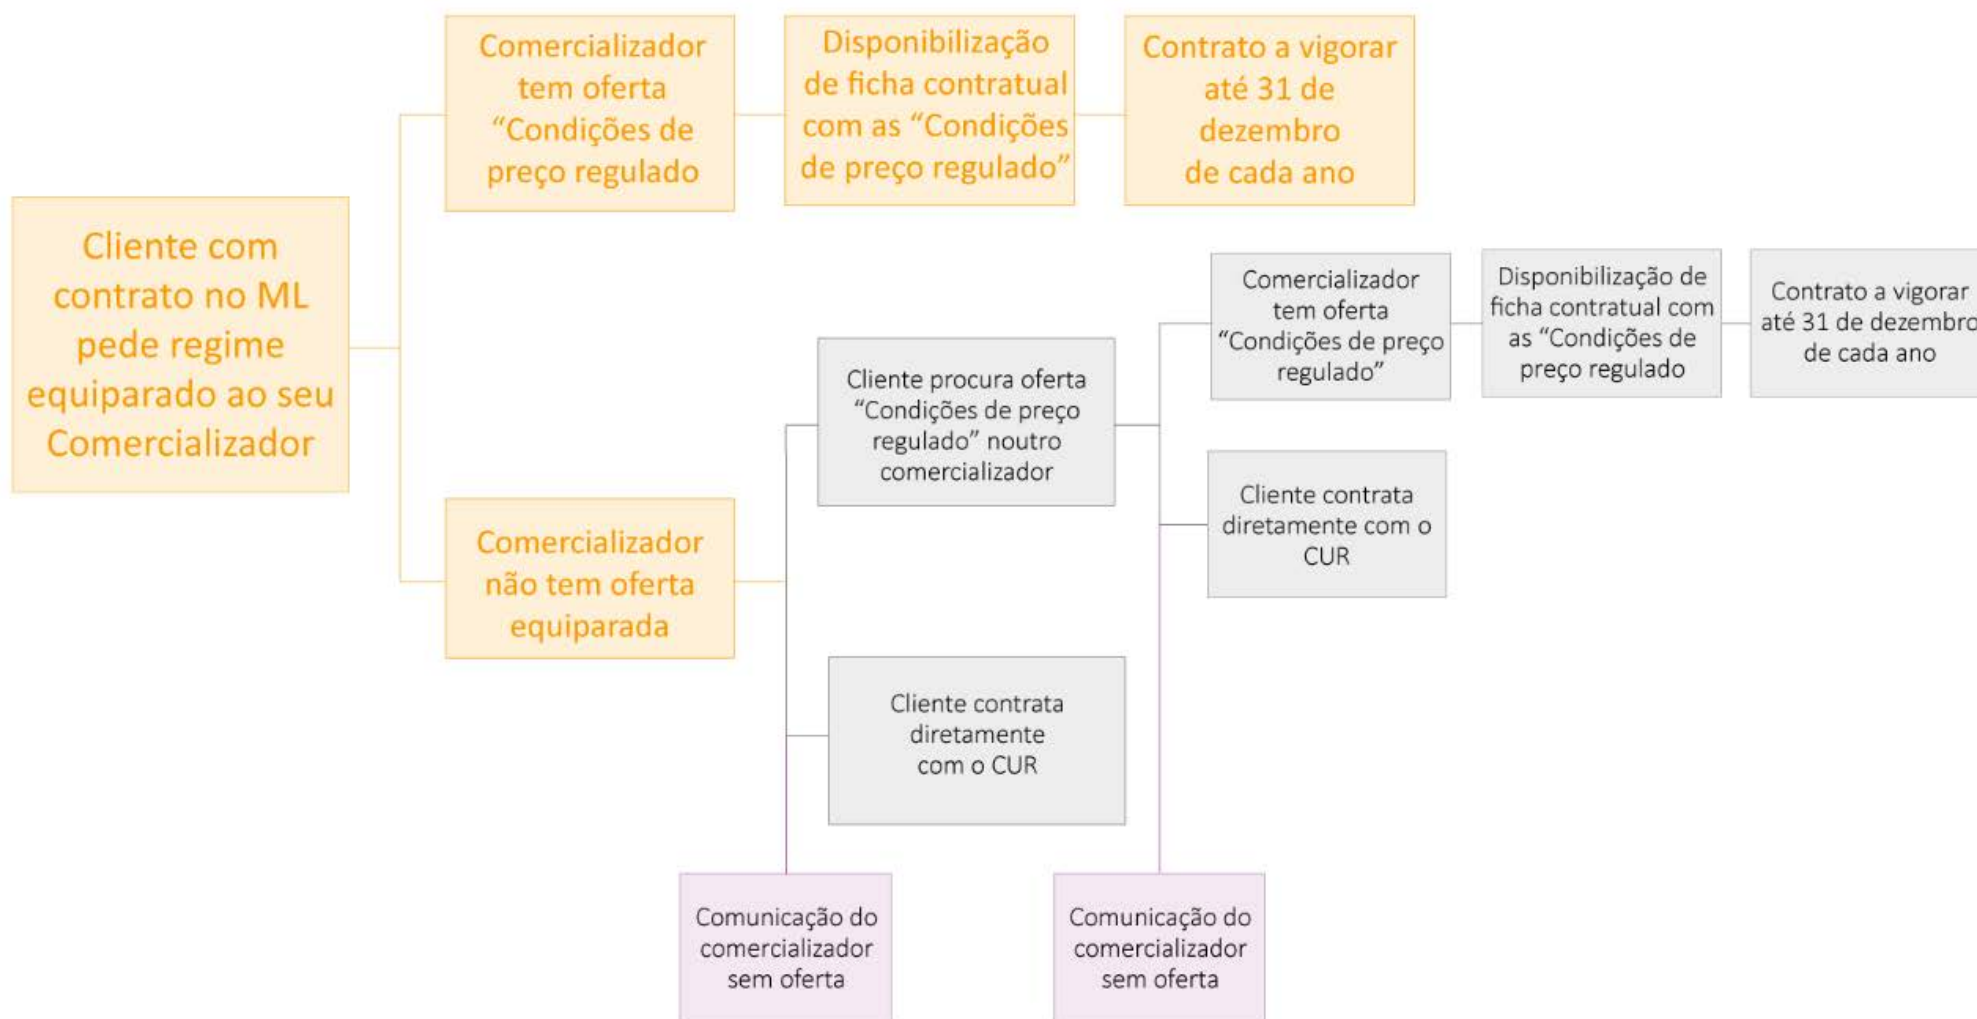 Cliente com
contrato no ML
pede regime
equiparado ao seu
Comercializador
Comercializador
tem oferta
“Condições de
preço regulado
Disponibilização
de ficha contratual
com as “Condições
de preço regulado”
Contrato a vigorar
até 31 de
dezembro
de cada ano
Comercializador
não tem oferta
equiparada
Cliente procura oferta
“Condições de preço
regulado” noutro
comercializador
Comercializador
tem oferta
“Condições de preço
regulado”
Disponibilização de
ficha contratual com
as “Condições de
preço regulado
Contrato a vigorar
até 31 de dezembro
de cada ano
Cliente contrata
diretamente com o
CUR
Cliente contrata
diretamente
com o CUR
Comunicação do
comercializador
sem oferta
Comunicação do
comercializador
sem oferta